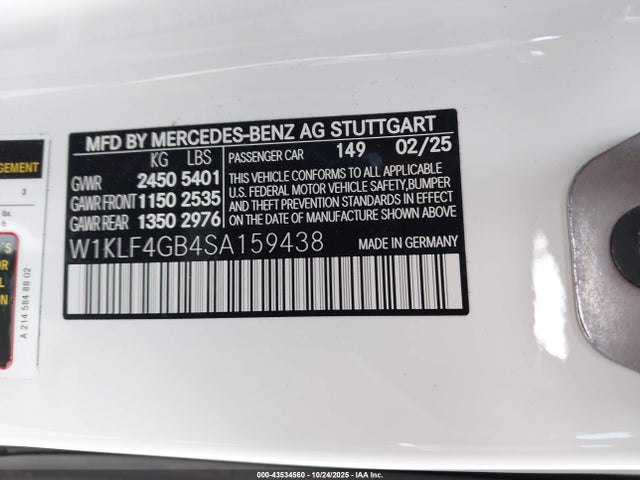 MFD BY MERCEDES-BENZ AG STUTTGART
KG LBS
GVWR 2450 5401
GAWR FRONT 1150 2535
GAWR REAR 1350 2976
PASSENGER CAR 149 02/25
THIS VEHICLE CONFORMS TO ALL APPLICABLE
U.S. FEDERAL MOTOR VEHICLE SAFETY, BUMPER
AND THEFT PREVENTION STANDARDS IN EFFECT
ON THE DATE OF MANUFACTURE SHOWN ABOVE.
W1KLF4GB4SA159438
MADE IN GERMANY
3
lbs.
A 214 584 88 02
© - 43534560 - 10/24/2025 - IAA Inc.